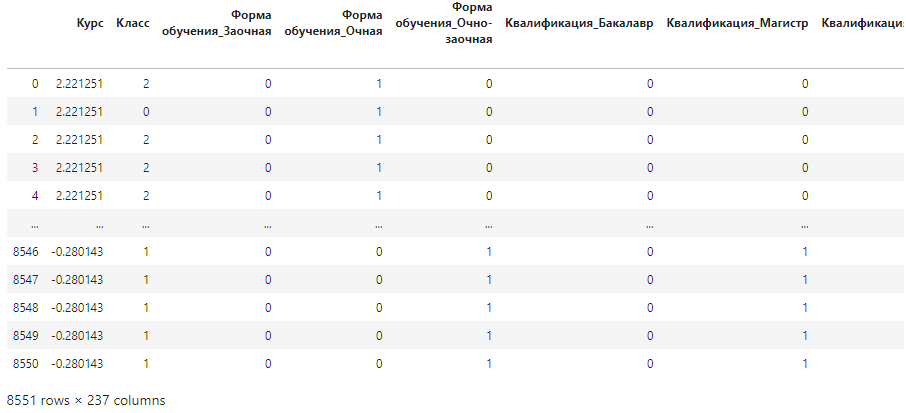 Курс Класс Форма обучения_Заочная Форма обучения_Очная Форма обучения_Очно-заочная Квалификация_Бакалавр Квалификация_Магистр Квалификация
0 2.221251 2 0 1 0 0 0
1 2.221251 0 0 1 0 0 0
2 2.221251 2 0 1 0 0 0
3 2.221251 2 0 1 0 0 0
4 2.221251 2 0 1 0 0 0
... ... ... ... ... ... ... ...
8546 -0.280143 1 0 0 1 0 1
8547 -0.280143 1 0 0 1 0 1
8548 -0.280143 1 0 0 1 0 1
8549 -0.280143 1 0 0 1 0 1
8550 -0.280143 1 0 0 1 0 1
8551 rows × 237 columns